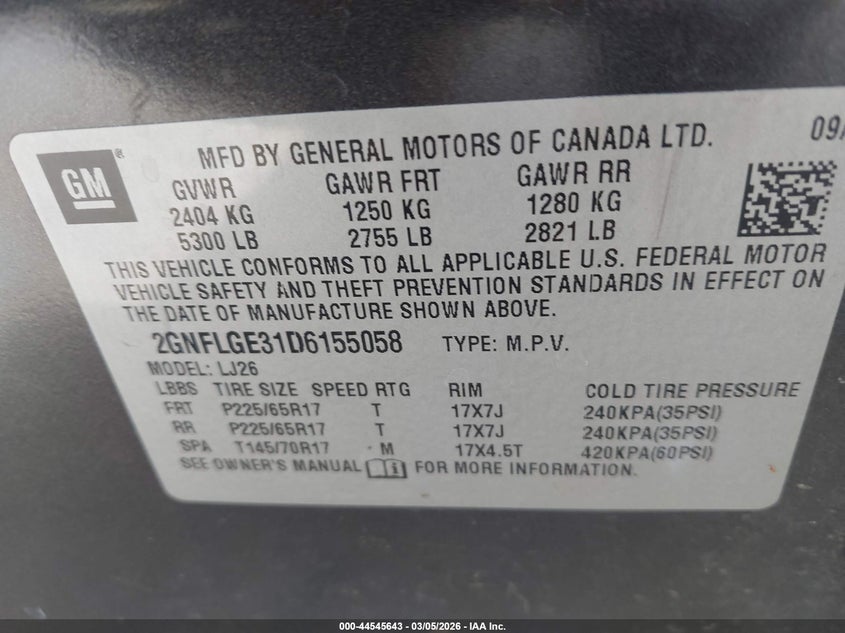 GM ® MFD BY GENERAL MOTORS OF CANADA LTD. 09/
GVWR GAWR FRT GAWR RR
2404 KG 1250 KG 1280 KG
5300 LB 2755 LB 2821 LB
THIS VEHICLE CONFORMS TO ALL APPLICABLE U.S. FEDERAL MOTOR
VEHICLE SAFETY AND THEFT PREVENTION STANDARDS IN EFFECT ON
THE DATE OF MANUFACTURE SHOWN ABOVE.
2GNFLGE31D6155058 TYPE: M.P.V.
MODEL: LJ26
LBBS TIRE SIZE SPEED RTG RIM COLD TIRE PRESSURE
FRT P225/65R17 T 17X7J 240KPA(35PSI)
RR P225/65R17 T 17X7J 240KPA(35PSI)
SPA T145/70R17 M 17X4.5T 420KPA(60PSI)
SEE OWNER'S MANUAL i FOR MORE INFORMATION.
000-44545643 / 03/05/2026 - IAA Inc.